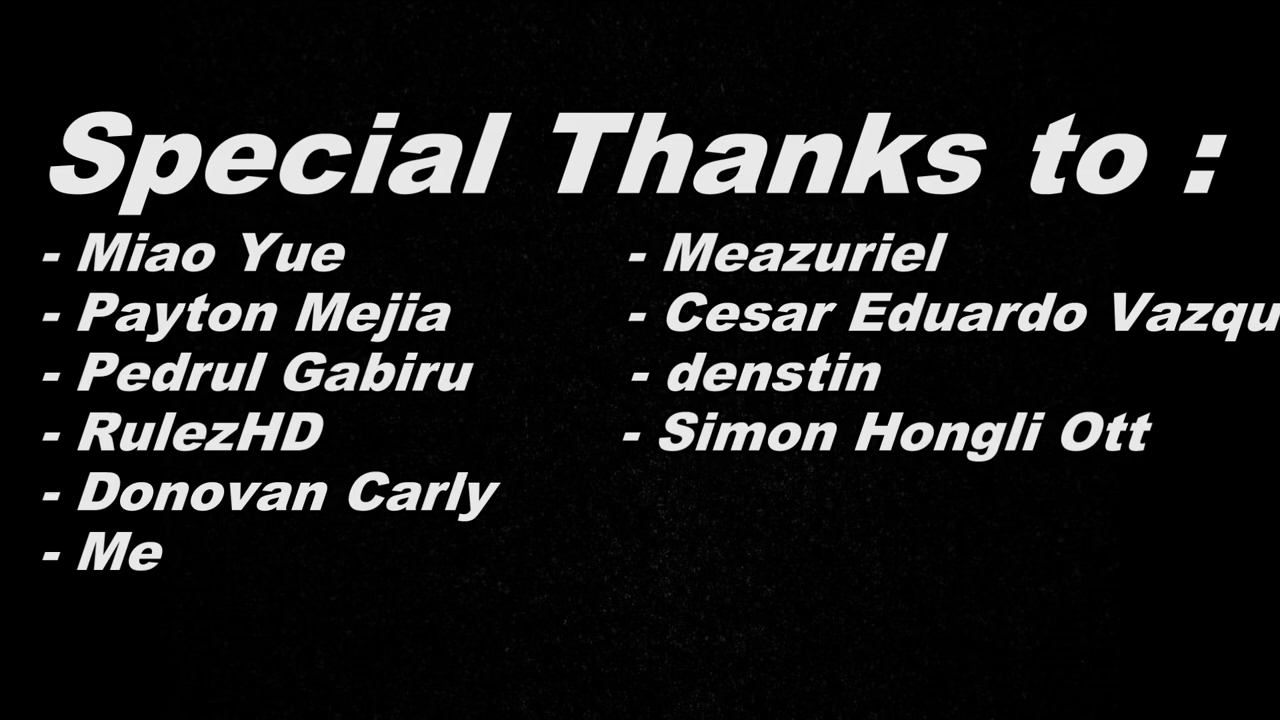 Special Thanks to :
- Miao Yue
- Payton Mejia
- Pedrul Gabiru
- RulezHD
- Donovan Carly
- Me
- Meazuriel
- Cesar Eduardo Vazqu
- denstin
- Simon Hongli Ott